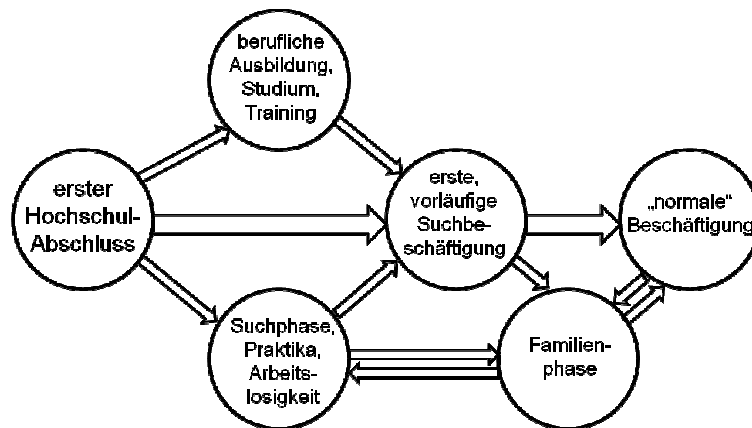 berufliche
Ausbildung,
Studium,
Training
erster
Hochschul-
Abschluss
erste,
vorläufige
Suchbe-
schäftigung
„normale“
Beschäftigung
Suchphase,
Praktika,
Arbeits-
losigkeit
Familien-
phase